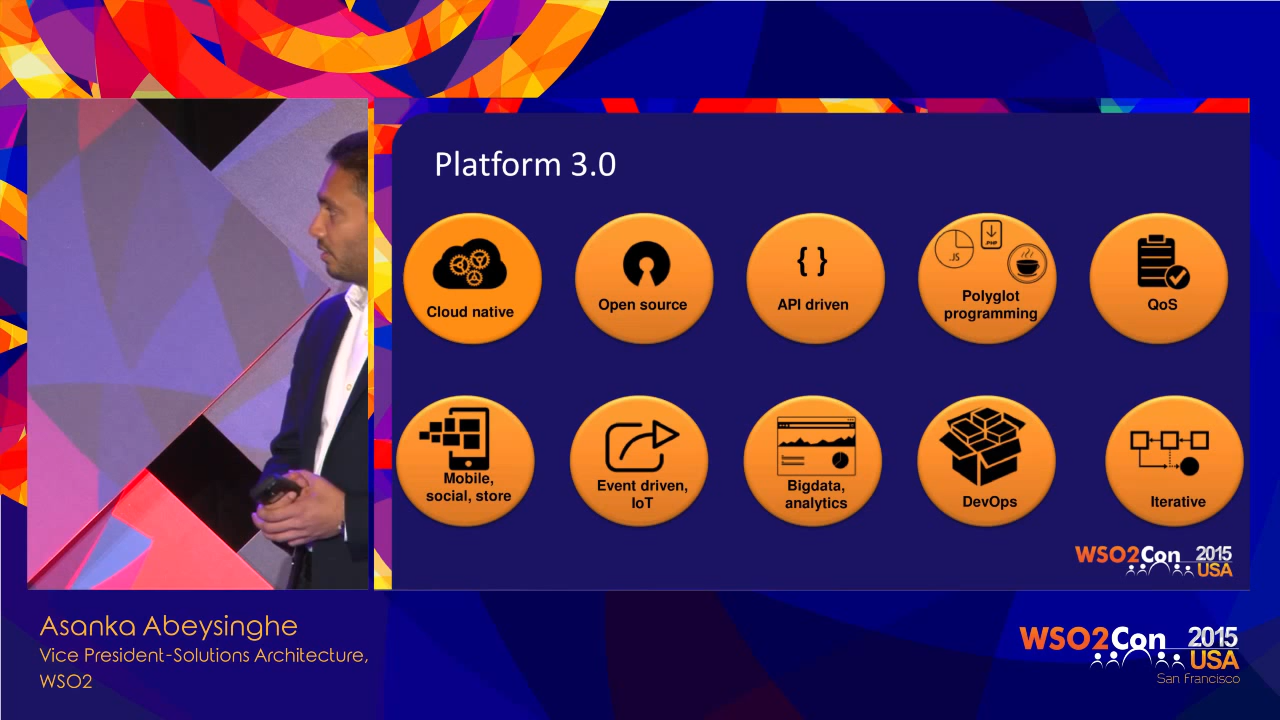 Platform 3.0
Cloud native
Open source
API driven
.JS
PHP
Polyglot
programming
QoS
Mobile,
social, store
Event driven,
IoT
Bigdata,
analytics
DevOps
Iterative
WSO2Con 2015
USA
Asanka Abeysinghe
Vice President-Solutions Architecture,
WSO2
WSO2Con 2015
USA
San Francisco